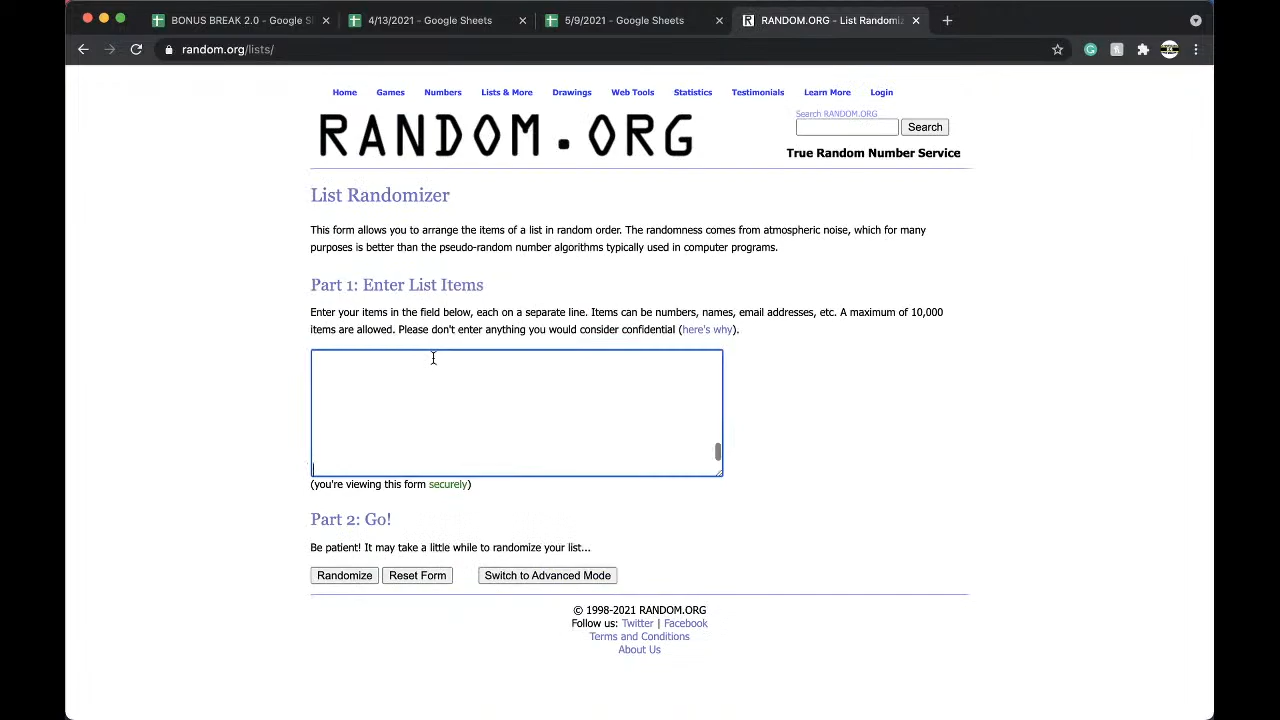 BONUS BREAK 2.0 - Google S
4/13/2021 - Google Sheets
5/9/2021 - Google Sheets
RANDOM.ORG - List Randomiz
random.org/lists/
Home Games Numbers Lists & More Drawings Web Tools Statistics Testimonials Learn More Login
RANDOM.ORG
Search RANDOM.ORG
Search
True Random Number Service
List Randomizer
This form allows you to arrange the items of a list in random order. The randomness comes from atmospheric noise, which for many
purposes is better than the pseudo-random number algorithms typically used in computer programs.
Part 1: Enter List Items
Enter your items in the field below, each on a separate line. Items can be numbers, names, email addresses, etc. A maximum of 10,000
items are allowed. Please don't enter anything you would consider confidential (here's why).
(you're viewing this form securely)
Part 2: Go!
Be patient! It may take a little while to randomize your list...
Randomize Reset Form Switch to Advanced Mode
© 1998-2021 RANDOM.ORG
Follow us: Twitter | Facebook
Terms and Conditions
About Us